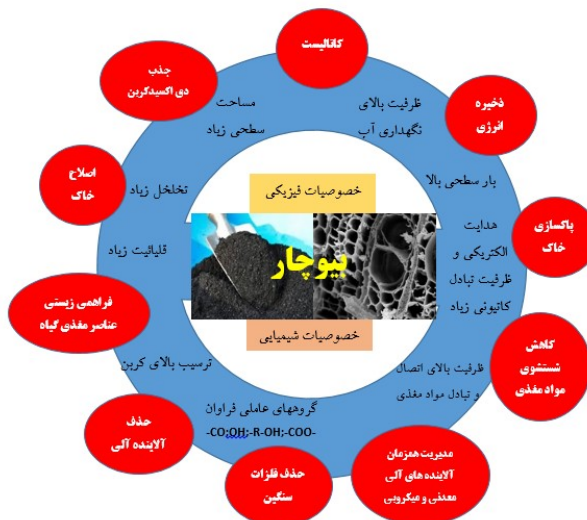 کاتالیست
جذب
دی اکسیدکربن
ذخیره
انرژی
مساحت
سطحی زیاد
ظرفیت بالای
نگهداری آب
بار سطحی بالا
اصلاح
خاک
تخلخل زیاد
خصوصیات فیزیکی
پاکسازی
خاک
هدایت
الکتریکی و
ظرفیت تبادل
کاتیونی زیاد
قلیائیت زیاد
بیوچار
فراهمی زیستی
عناصر مغذی گیاه
خصوصیات شیمیایی
کاهش
شستشوی
مواد مغذی
ترسیب بالای کربن
ظرفیت بالای اتصال
و تبادل مواد مغذی
گروههای عاملی فراوان
-CO;OH;-R-OH;-COO-
حذف
آلاینده آلی
حذف فلزات
سنگین
مدیریت همزمان
آلاینده های آلی
معدنی و میکروبی